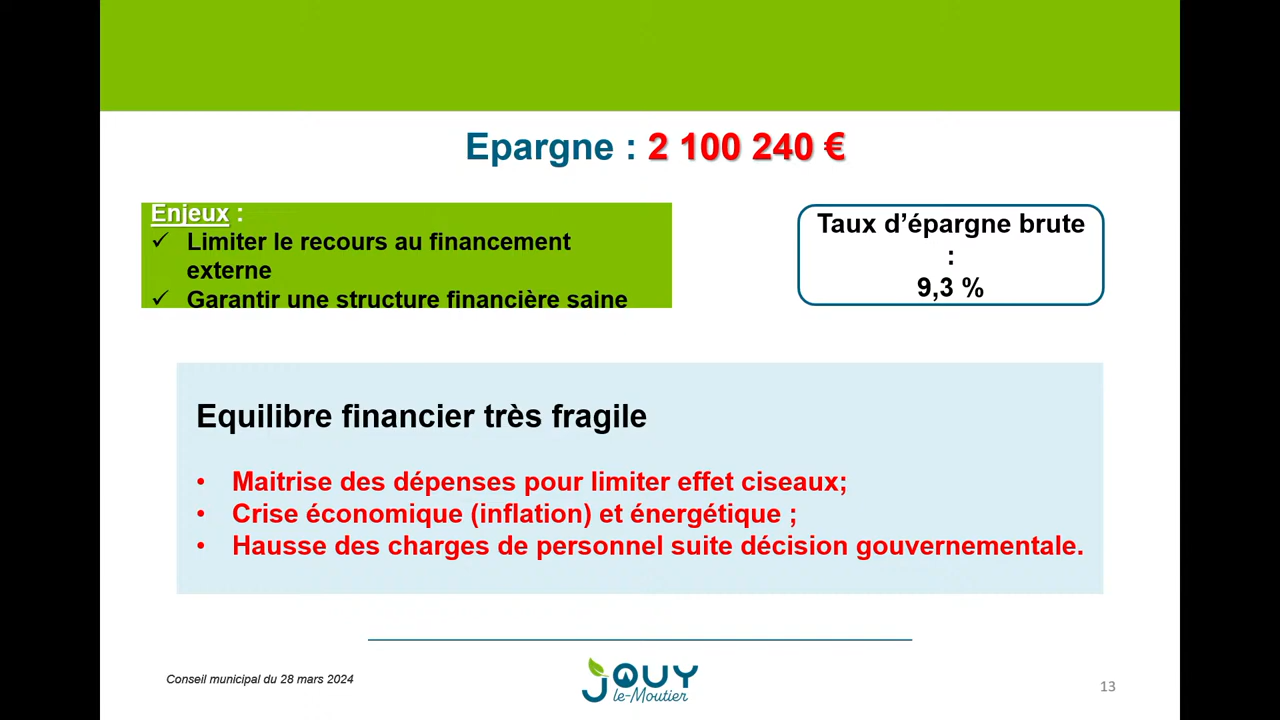 Epargne : 2 100 240 €
Enjeux :
✓ Limiter le recours au financement
externe
✓ Garantir une structure financière saine
Taux d’épargne brute
:
9,3 %
Equilibre financier très fragile
• Maitrise des dépenses pour limiter effet ciseaux;
• Crise économique (inflation) et énergétique ;
• Hausse des charges de personnel suite décision gouvernementale.
Conseil municipal du 28 mars 2024
JOUY
le-Moutier
13